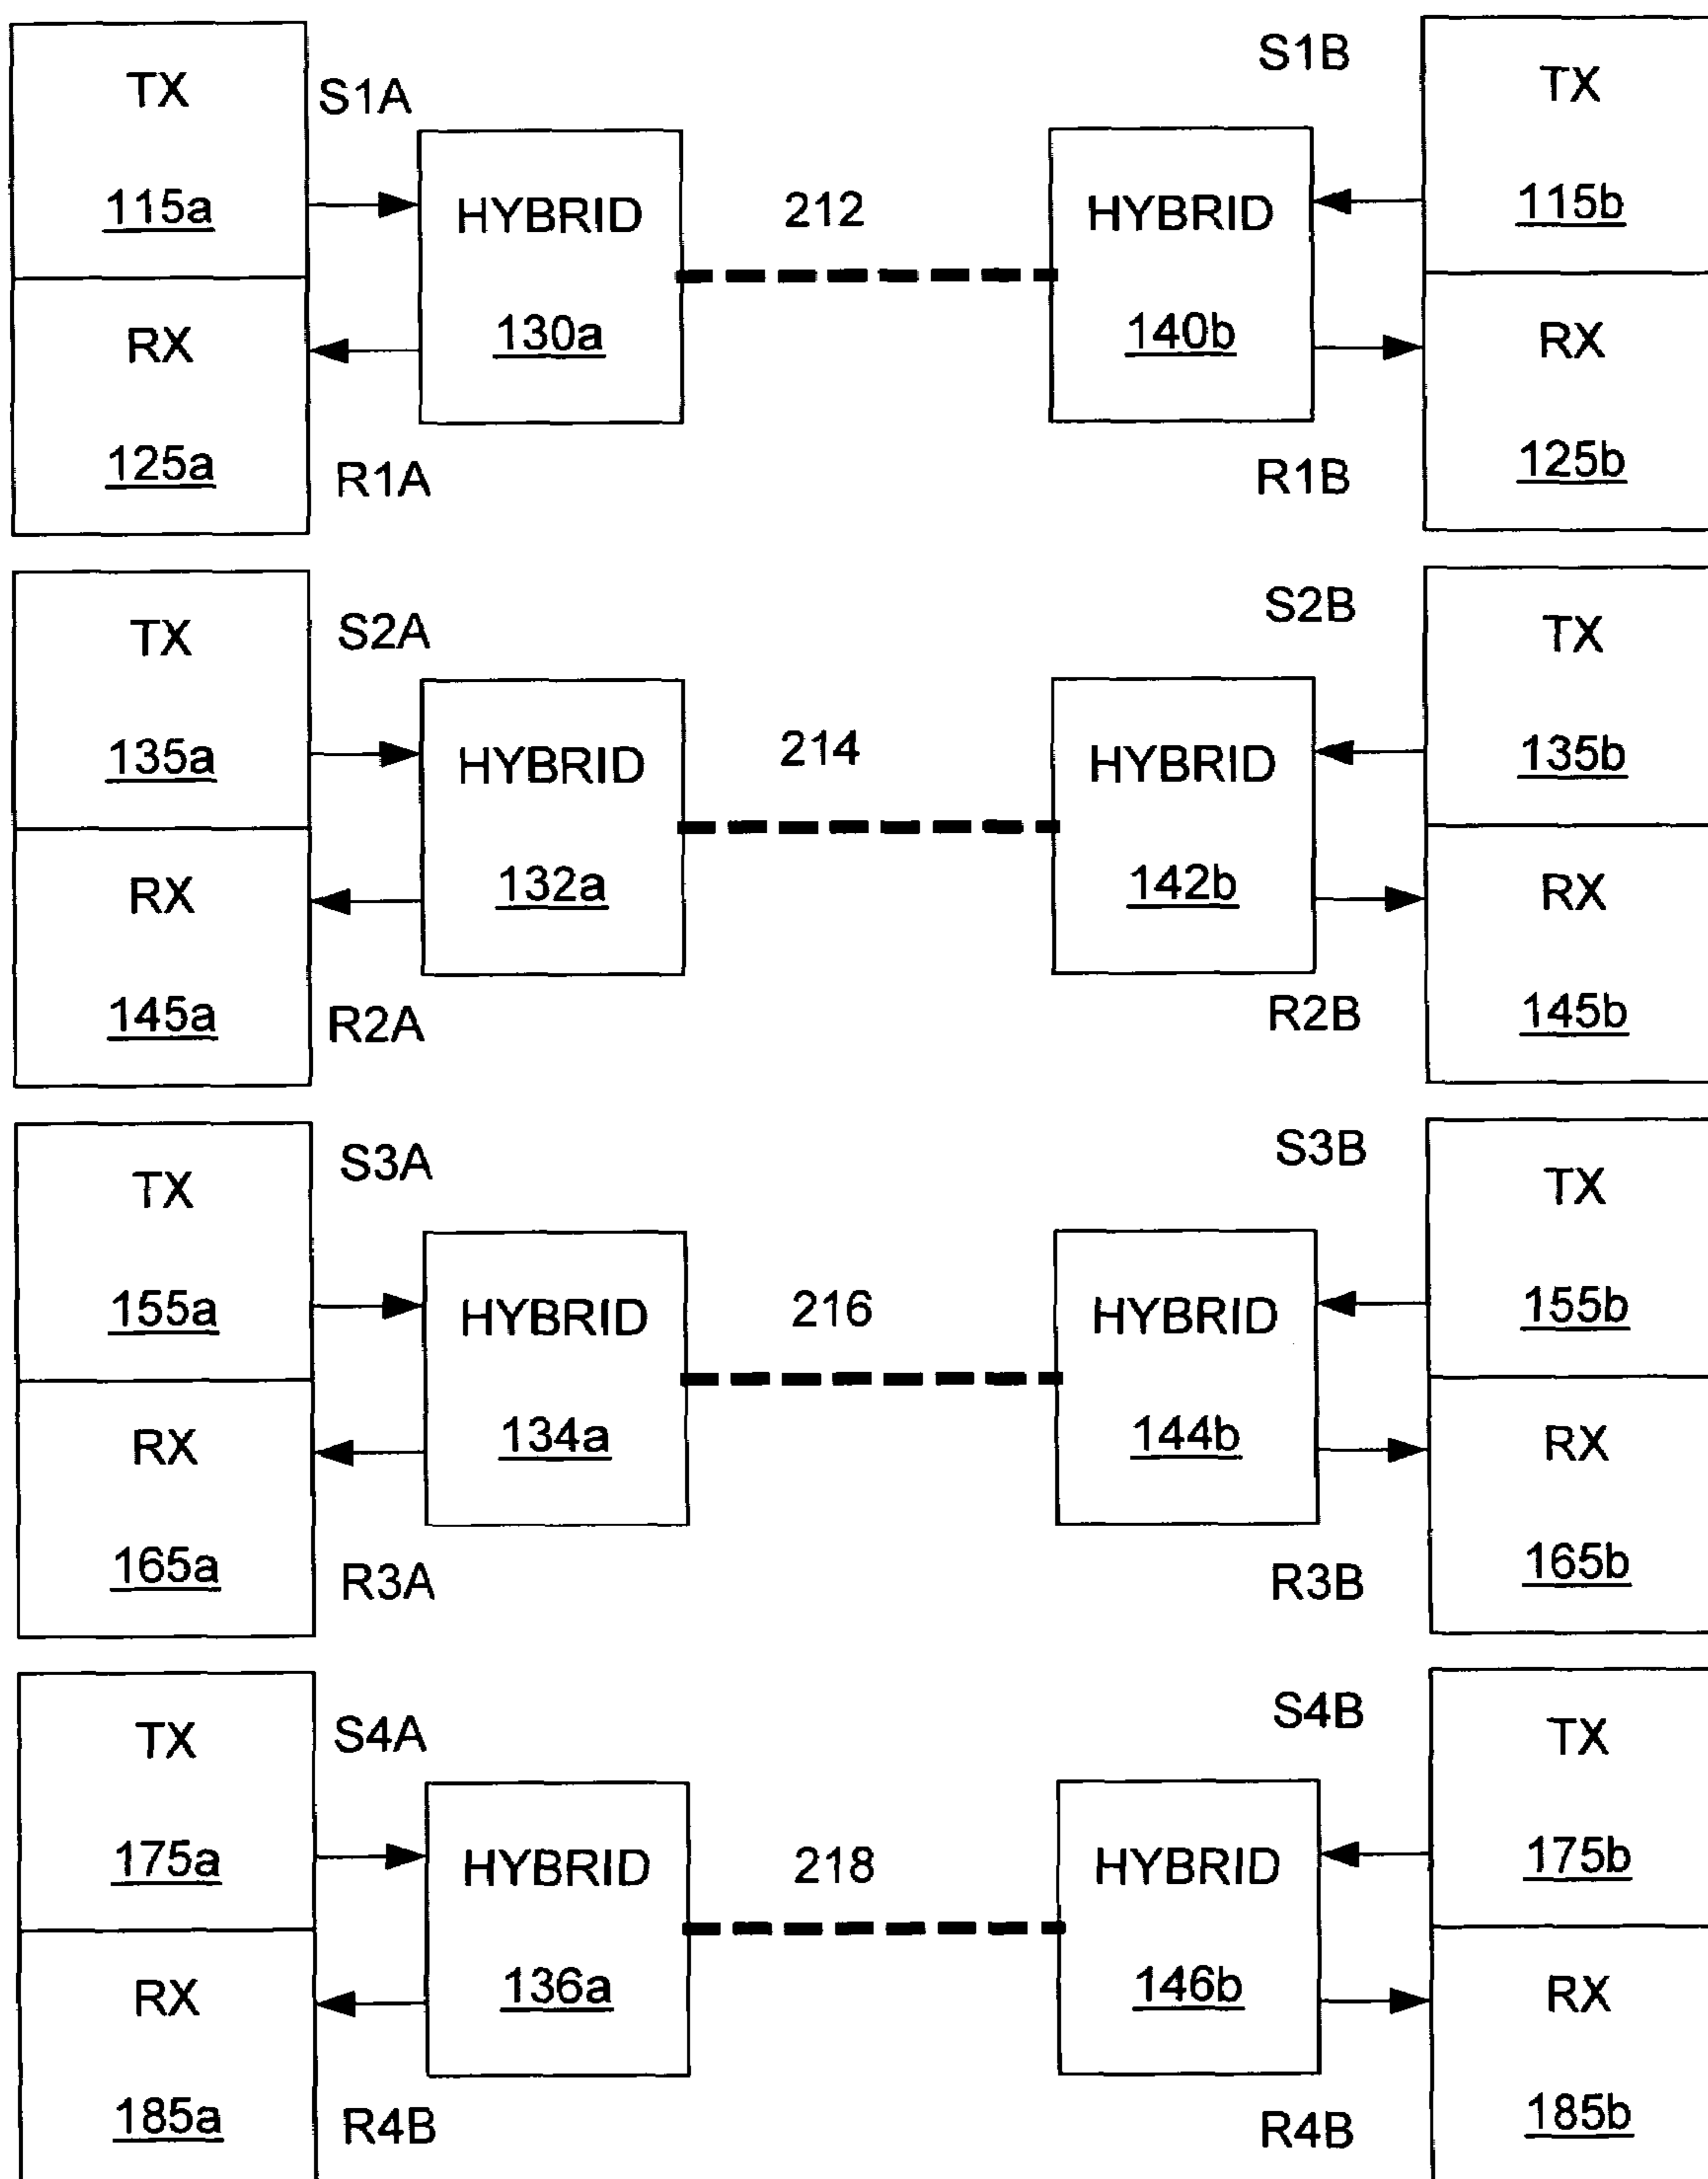 TX
115a
S1A
RX
125a
R1A
HYBRID
130a
212
HYBRID
140b
S1B
TX
115b
R1B
RX
125b
TX
135a
S2A
RX
145a
R2A
HYBRID
132a
214
HYBRID
142b
S2B
TX
135b
R2B
RX
145b
TX
155a
S3A
RX
165a
R3A
HYBRID
134a
216
HYBRID
144b
S3B
TX
155b
R3B
RX
165b
TX
175a
S4A
RX
185a
R4B
HYBRID
136a
218
HYBRID
146b
S4B
TX
175b
R4B
RX
185b